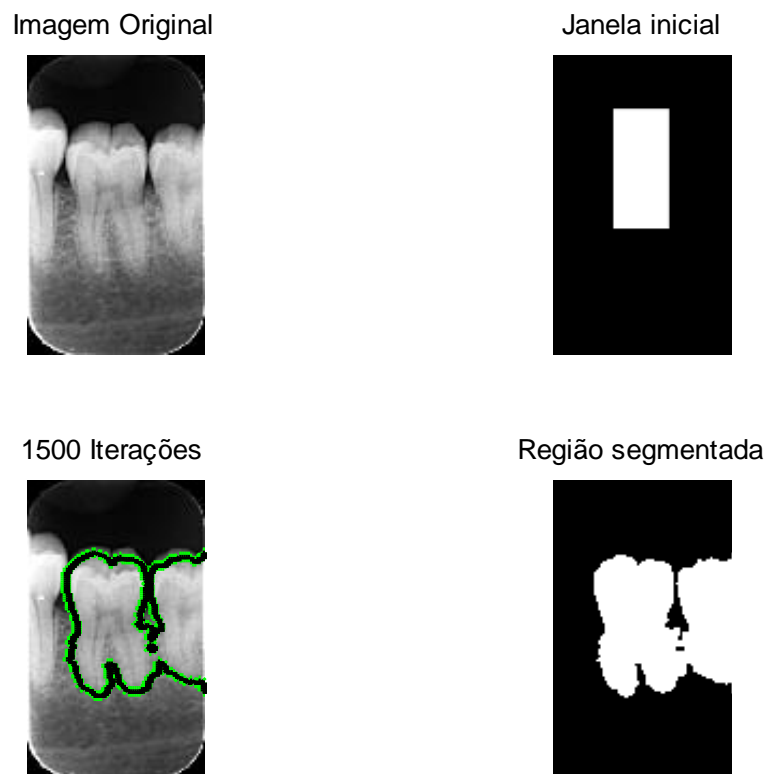 Imagem Original
Janela inicial
1500 Iterações
Região segmentada